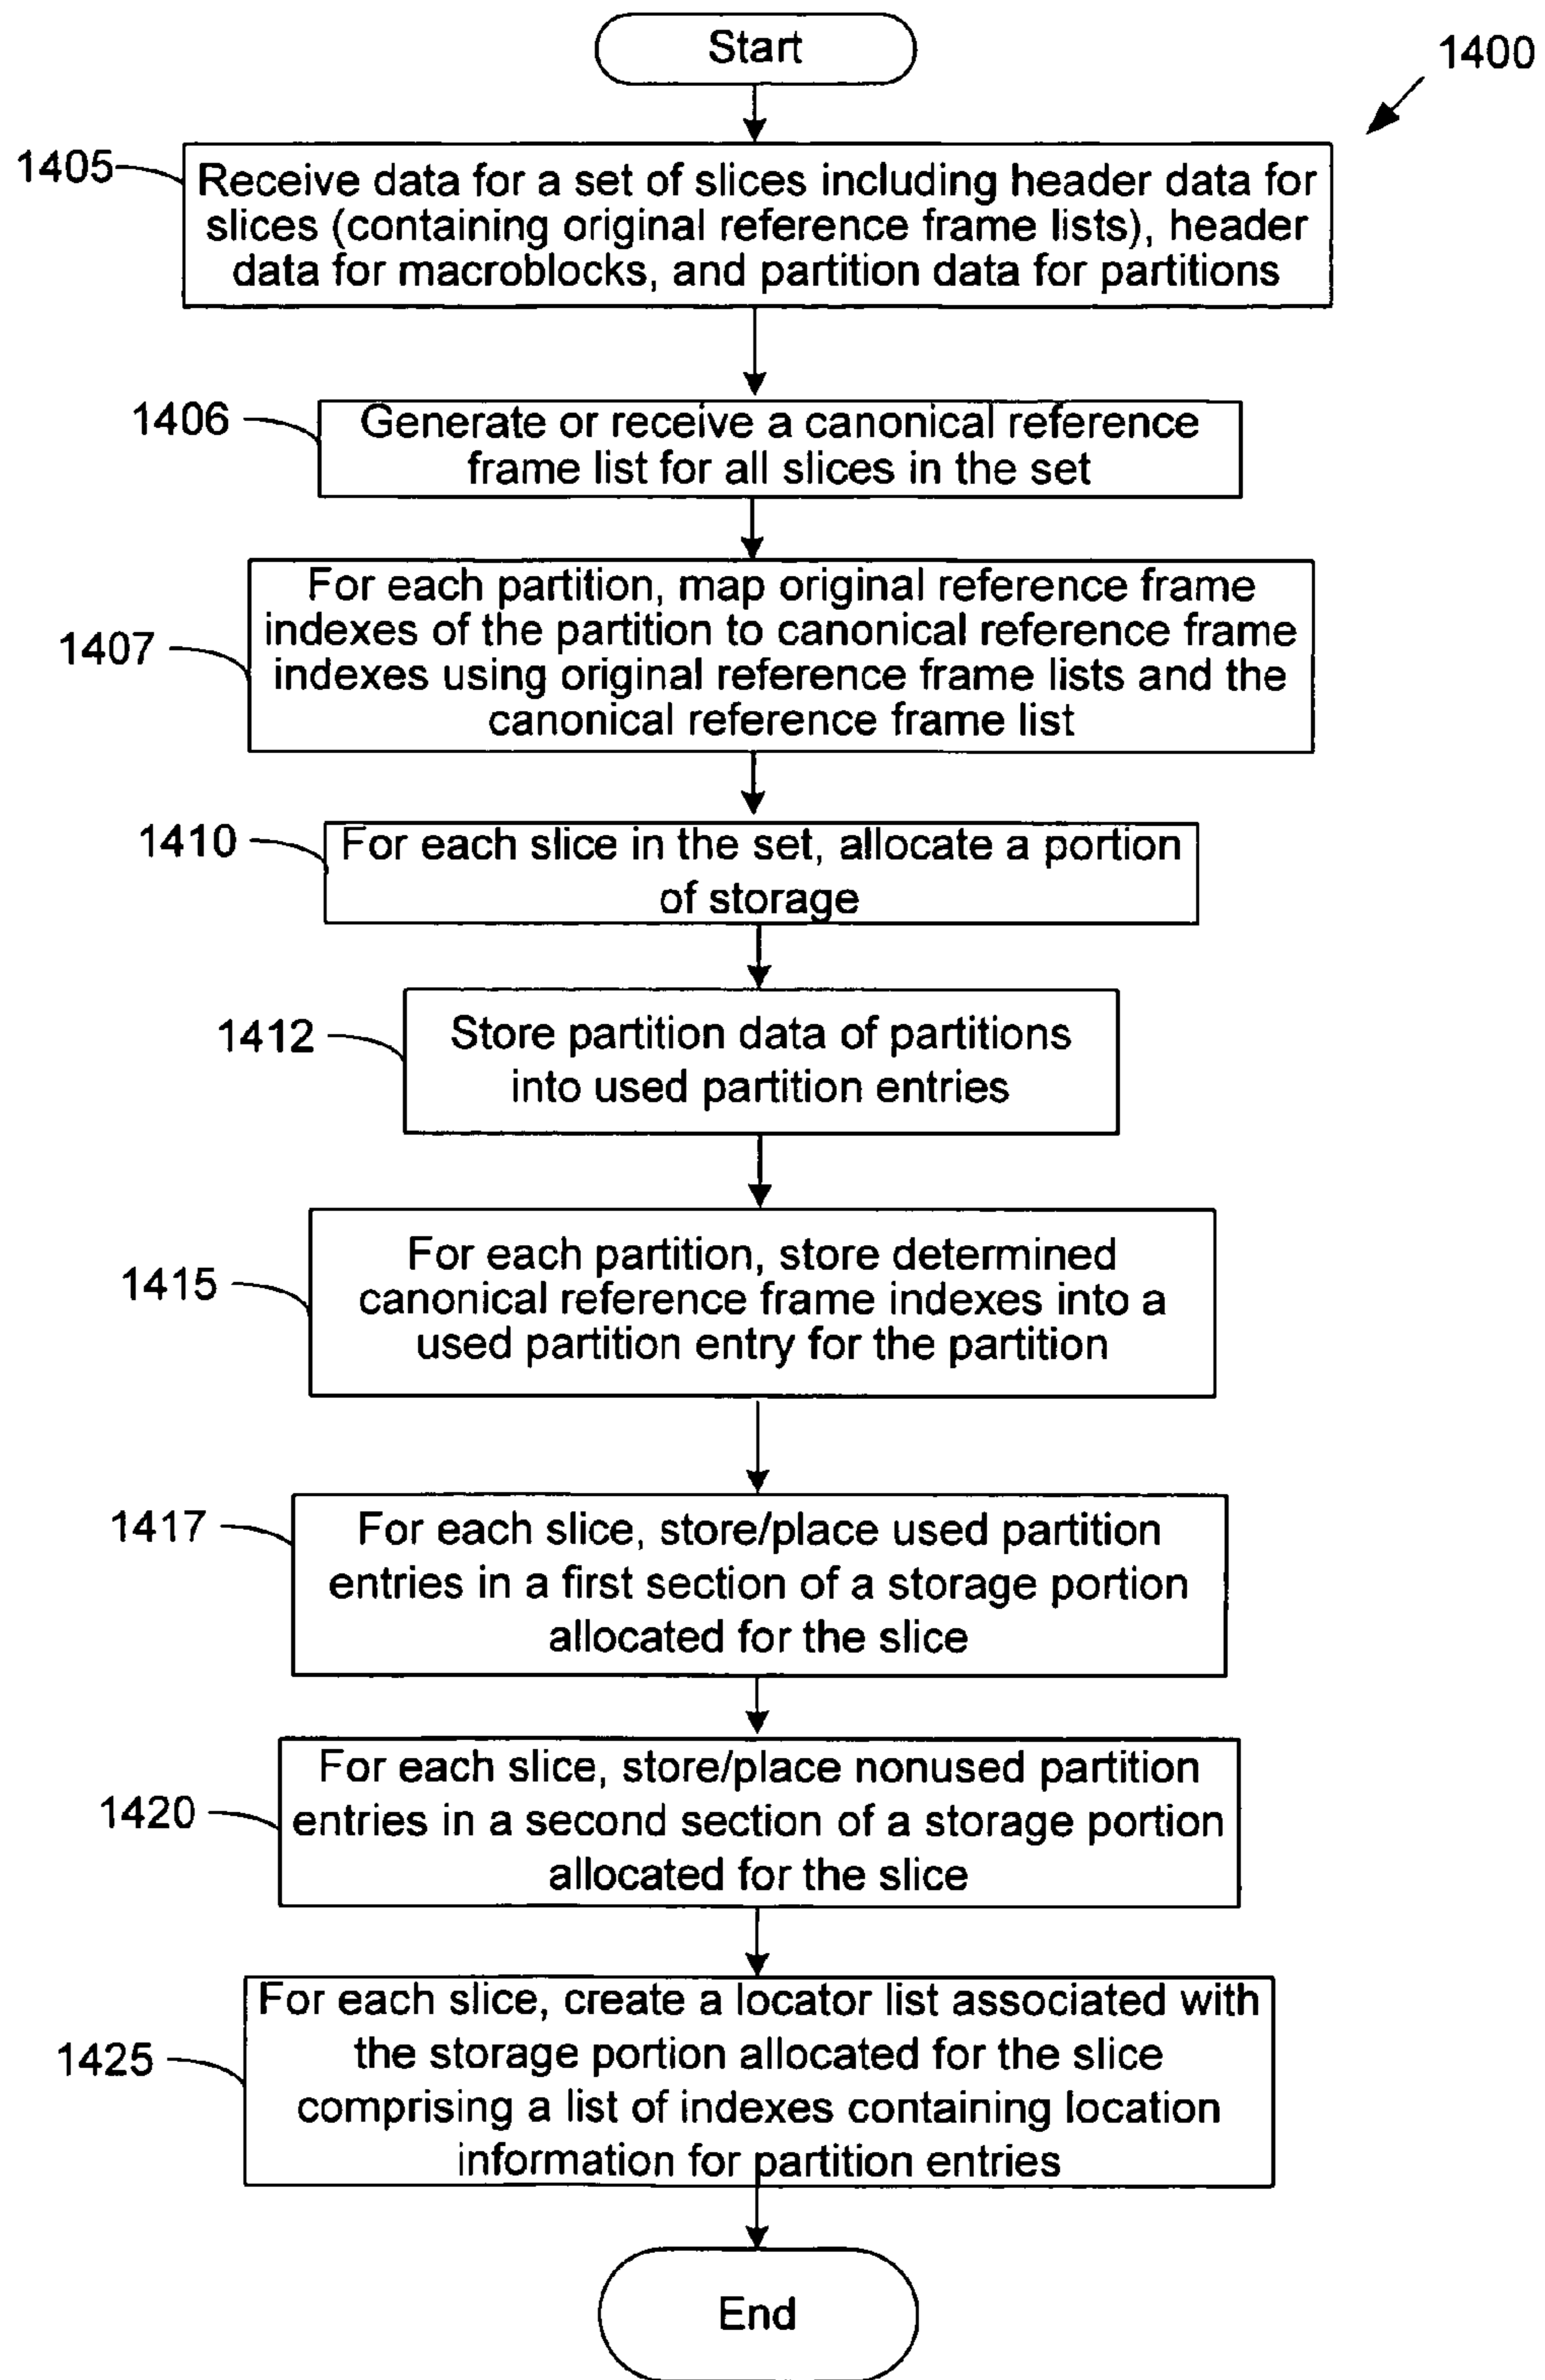 Start
1400
1405
Receive data for a set of slices including header data for
slices (containing original reference frame lists), header
data for macroblocks, and partition data for partitions
1406
Generate or receive a canonical reference
frame list for all slices in the set
1407
For each partition, map original reference frame
indexes of the partition to canonical reference frame
indexes using original reference frame lists and the
canonical reference frame list
1410
For each slice in the set, allocate a portion
of storage
1412
Store partition data of partitions
into used partition entries
1415
For each partition, store determined
canonical reference frame indexes into a
used partition entry for the partition
1417
For each slice, store/place used partition
entries in a first section of a storage portion
allocated for the slice
1420
For each slice, store/place nonused partition
entries in a second section of a storage portion
allocated for the slice
1425
For each slice, create a locator list associated with
the storage portion allocated for the slice
comprising a list of indexes containing location
information for partition entries
End